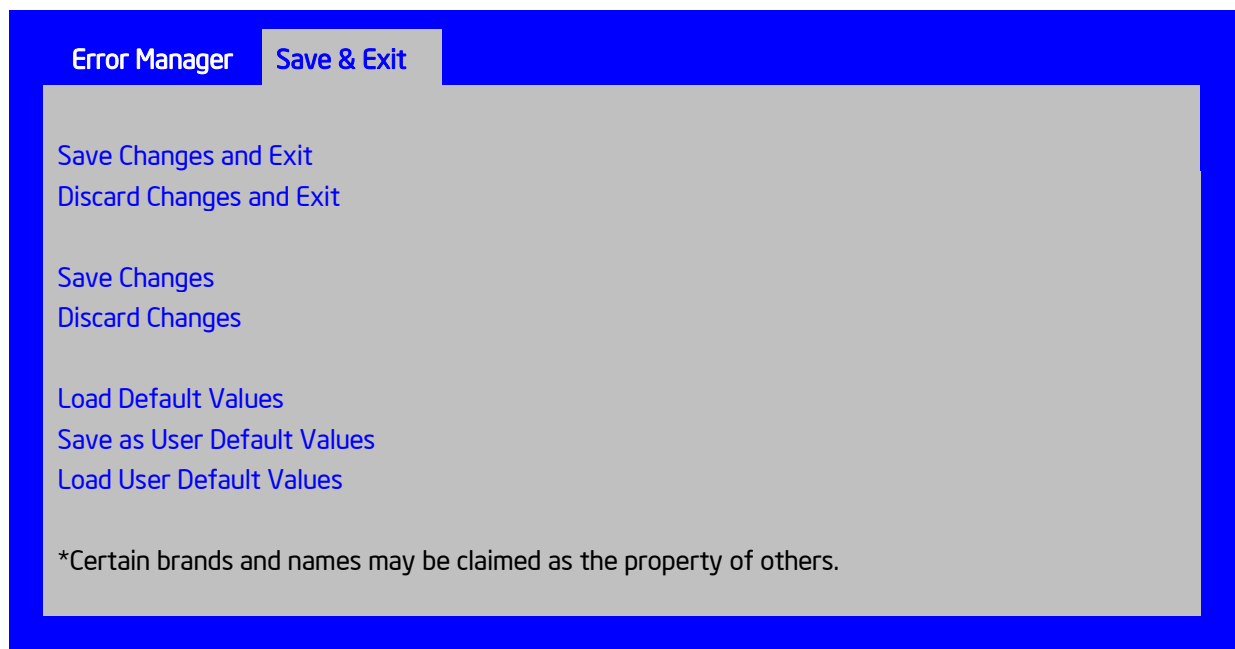 Error Manager Save & Exit
Save Changes and Exit
Discard Changes and Exit
Save Changes
Discard Changes
Load Default Values
Save as User Default Values
Load User Default Values
*Certain brands and names may be claimed as the property of others.